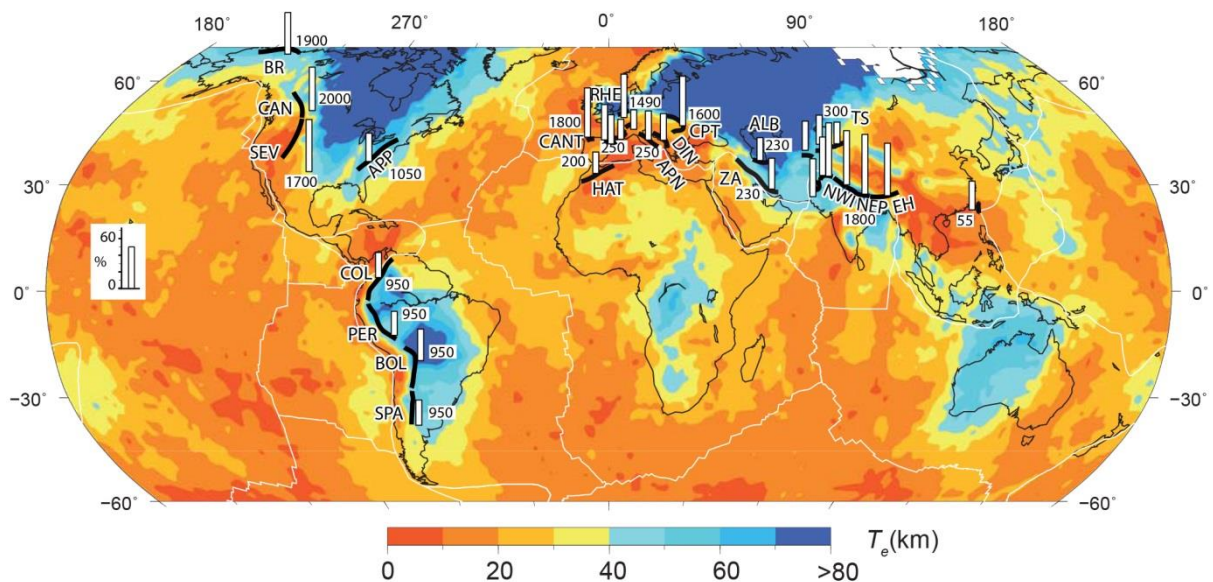 180° 270° 0° 90° 180°
60° 60°
BR 1900
CAN 2000
SEV 1700
APP 1050
RHE 1490
1800 CANT
250
200
HAT
250
APN
DIN
1600
CPT
ALB
230
ZA
230
300 TS
NWI NEP EH
1800
55
30° 30°
60
%
0
COL 950
0° 0°
PER 950
BOL 950
−30° −30°
SPA 950
−60° −60°
0 20 40 60 >80
Te(km)